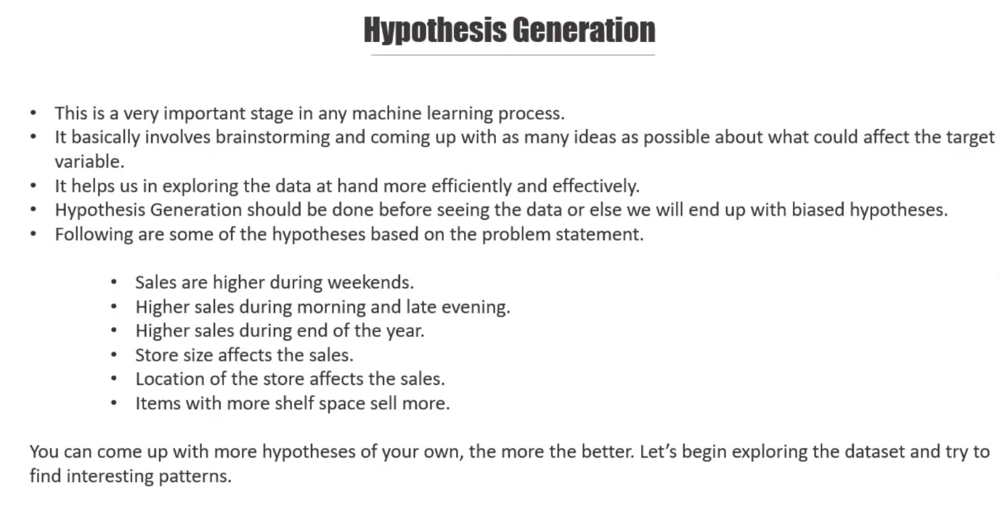 Hypothesis Generation
• This is a very important stage in any machine learning process.
• It basically involves brainstorming and coming up with as many ideas as possible about what could affect the target
variable.
• It helps us in exploring the data at hand more efficiently and effectively.
• Hypothesis Generation should be done before seeing the data or else we will end up with biased hypotheses.
• Following are some of the hypotheses based on the problem statement.
• Sales are higher during weekends.
• Higher sales during morning and late evening.
• Higher sales during end of the year.
• Store size affects the sales.
• Location of the store affects the sales.
• Items with more shelf space sell more.
You can come up with more hypotheses of your own, the more the better. Let’s begin exploring the dataset and try to
find interesting patterns.